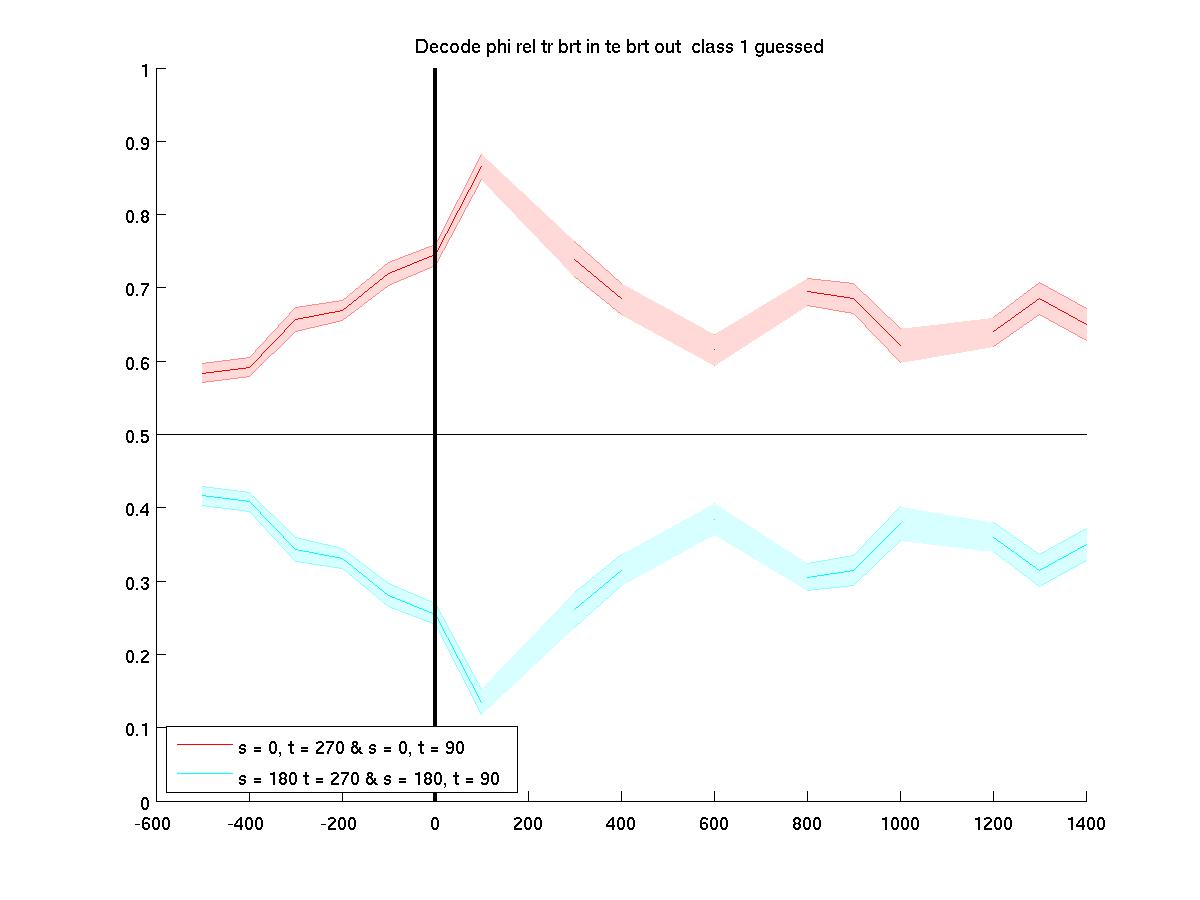 Decode phi rel tr brt in te brt out  class 1 guessed
1
0.9
0.8
0.7
0.6
0.5
0.4
0.3
0.2
0.1
0
s = 0, t = 270 & s = 0, t = 90
s = 180 t = 270 & s = 180, t = 90
-600 -400 -200 0 200 400 600 800 1000 1200 1400